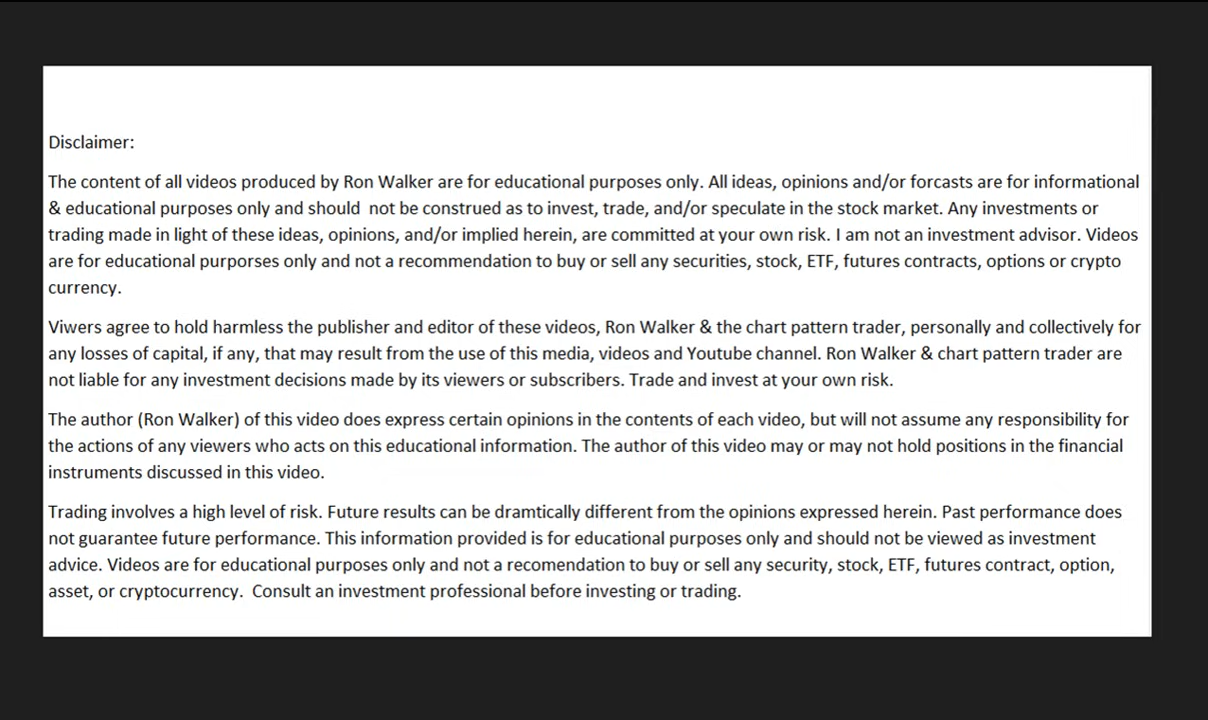 Disclaimer:
The content of all videos produced by Ron Walker are for educational purposes only. All ideas, opinions and/or forcasts are for informational
& educational purposes only and should  not be construed as to invest, trade, and/or speculate in the stock market. Any investments or
trading made in light of these ideas, opinions, and/or implied herein, are committed at your own risk. I am not an investment advisor. Videos
are for educational purporses only and not a recommendation to buy or sell any securities, stock, ETF, futures contracts, options or crypto
currency.
Viwers agree to hold harmless the publisher and editor of these videos, Ron Walker & the chart pattern trader, personally and collectively for
any losses of capital, if any, that may result from the use of this media, videos and Youtube channel. Ron Walker & chart pattern trader are
not liable for any investment decisions made by its viewers or subscribers. Trade and invest at your own risk.
The author (Ron Walker) of this video does express certain opinions in the contents of each video, but will not assume any responsibility for
the actions of any viewers who acts on this educational information. The author of this video may or may not hold positions in the financial
instruments discussed in this video.
Trading involves a high level of risk. Future results can be dramtically different from the opinions expressed herein. Past performance does
not guarantee future performance. This information provided is for educational purposes only and should not be viewed as investment
advice. Videos are for educational purposes only and not a recomendation to buy or sell any security, stock, ETF, futures contract, option,
asset, or cryptocurrency.  Consult an investment professional before investing or trading.